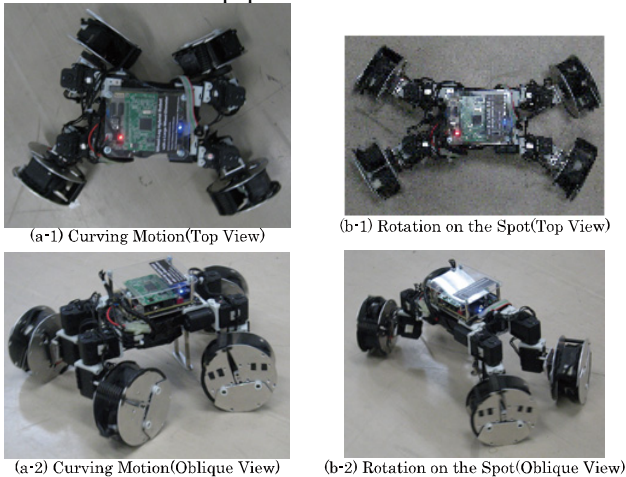 (a-1) Curving Motion(Top View)
(b-1) Rotation on the Spot(Top View)
(a-2) Curving Motion(Oblique View)
(b-2) Rotation on the Spot(Oblique View)